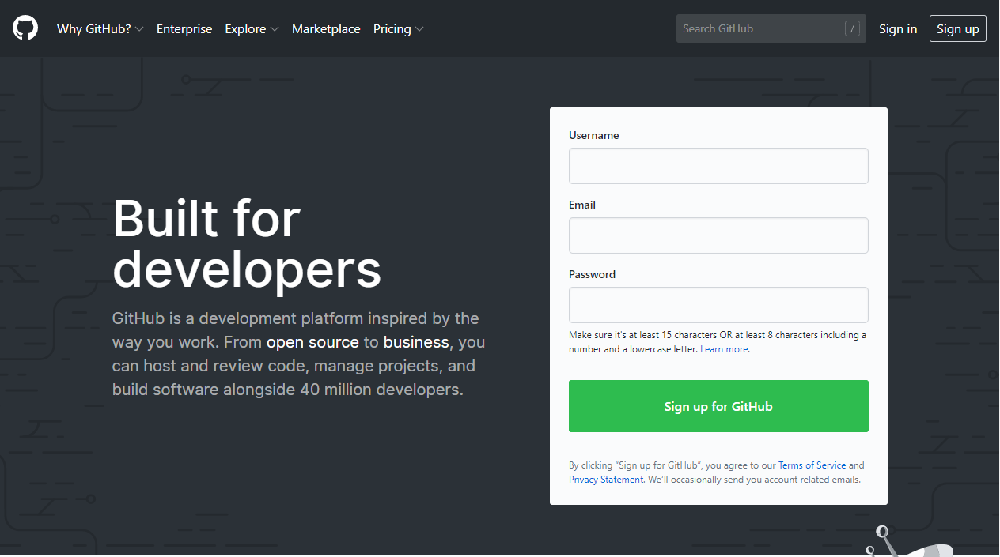 Why GitHub? Enterprise Explore Marketplace Pricing Search GitHub / Sign in Sign up
Built for
developers
GitHub is a development platform inspired by the
way you work. From open source to business, you
can host and review code, manage projects, and
build software alongside 40 million developers.
Username
Email
Password
Make sure it's at least 15 characters OR at least 8 characters including a
number and a lowercase letter. Learn more.
Sign up for GitHub
By clicking “Sign up for GitHub”, you agree to our Terms of Service and
Privacy Statement. We’ll occasionally send you account related emails.